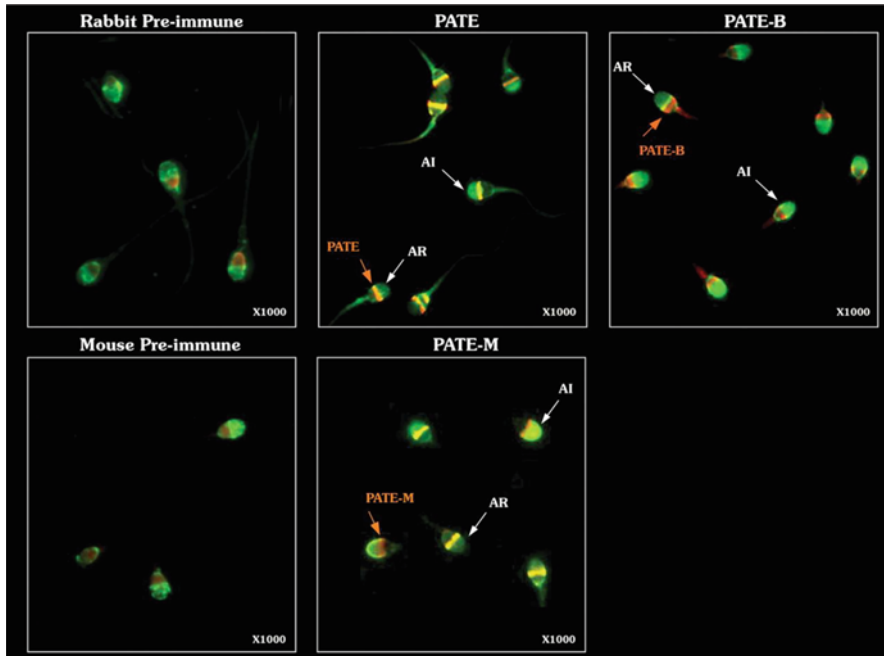 Rabbit Pre-immune
PATE
PATE-B
AR
PATE-B
AI
AI
PATE
AR
X1000
X1000
X1000
Mouse Pre-immune
PATE-M
AI
PATE-M
AR
X1000
X1000